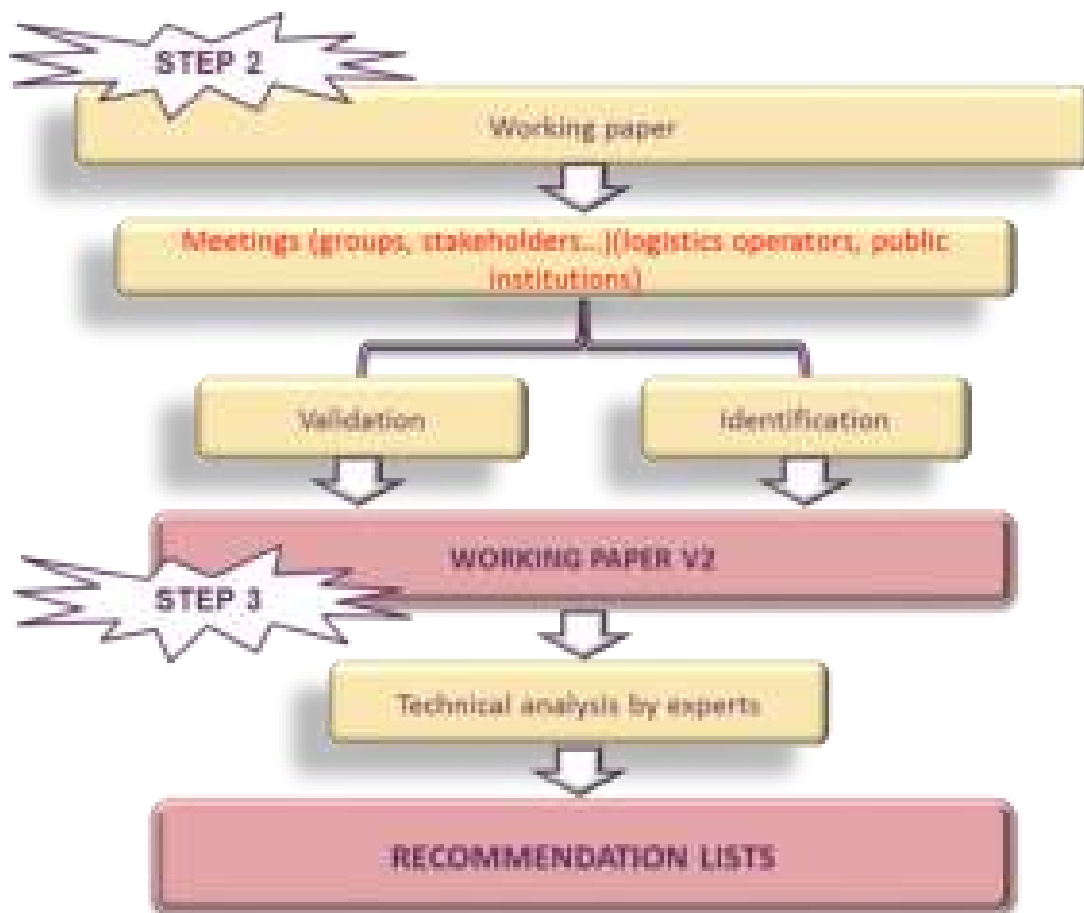 STEP 2
Working paper
Meetings (groups, stakeholders...)(logistics operators, public
institutions)
Validation
Identification
WORKING PAPER V2
STEP 3
Technical analysis by experts
RECOMMENDATION LISTS